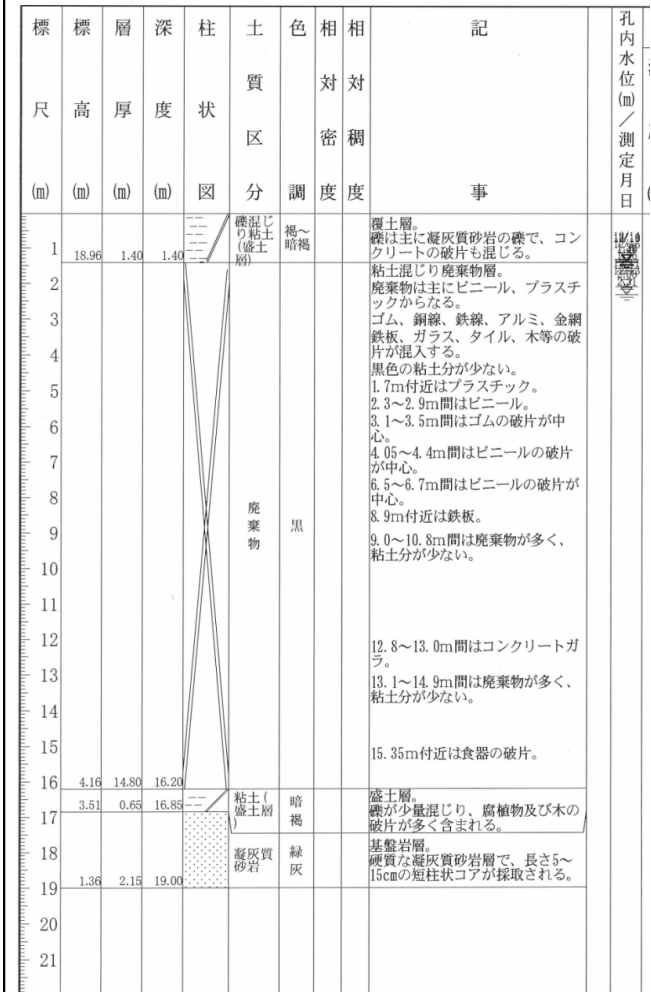 標尺(m)
標高(m)
層厚(m)
深度(m)
柱状図
土質区分
色調
相対密度
相対稠度
記事
孔内水位(m)／測定月日
1
2
3
4
5
6
7
8
9
10
11
12
13
14
15
16
17
18
19
20
21
18.96 1.40 1.40
礫混じ
り粘土
(盛土
層)
褐～
暗褐
覆土層。
礫は主に凝灰質砂岩の礫で、コン
クリートの破片も混じる。
廃棄物
黒
粘土混じり廃棄物層。
廃棄物は主にビニール、プラスチ
ックからなる。
ゴム、銅線、鉄線、アルミ、金網
鉄板、ガラス、タイル、木等の破
片が混入する。
黒色の粘土分が少ない。
1.7m付近はプラスチック。
2.3～2.9m間はビニール。
3.1～3.5m間はゴムの破片が中
心。
4.05～4.4m間はビニールの破片
が中心。
6.5～6.7m間はビニールの破片が
中心。
8.9m付近は鉄板。
9.0～10.8m間は廃棄物が多く、
粘土分が少ない。
12.8～13.0m間はコンクリートガ
ラ。
13.1～14.9m間は廃棄物が多く、
粘土分が少ない。
15.35m付近は食器の破片。
4.16 14.80 16.20
3.51 0.65 16.85
粘土(
盛土層
)
暗
褐
盛土層。
礫が少量混じり、腐植物及び木の
破片が多く含まれる。
凝灰質
砂岩
緑
灰
基盤岩層。
硬質な凝灰質砂岩層で、長さ5～
15cmの短柱状コアが採取される。
1.36 2.15 19.00